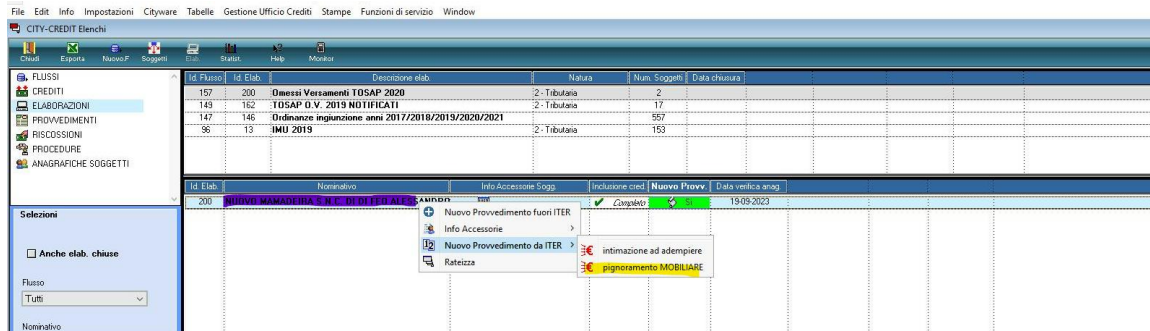 File Edit Info Impostazioni Cityware Tabelle Gestione Ufficio Crediti Stampe Funzioni di servizio Window
CITY-CREDIT Elenchi
Chiudi Esporta Nuovo.F Soggetti Elab. Statist. Help Monitor
FLUSSI
CREDITI
ELABORAZIONI
PROVVEDIMENTI
RISCOSSIONI
PROCEDURE
ANAGRAFICHE SOGGETTI
Id. Flusso Id. Elab. Descrizione elab. Natura Num. Soggetti Data chiusura
157 200 Omessi Versamenti TOSAP 2020 2 - Tributaria 2
149 162 TOSAP O.V. 2019 NOTIFICATI 2 - Tributaria 17
147 146 Ordinanze ingiunzione anni 2017/2018/2019/2020/2021 557
96 13 IMU 2019 2 - Tributaria 153
Id. Elab. Nominativo Info Accessorie Sogg. Inclusione cred. Nuovo Provv. Data verifica anag.
200 NUOVO MAMADEIRA S.N.C. DI DI FEO ALESSANDRO Completo Si 19-09-2023
Nuovo Provvedimento fuori ITER
Info Accessorie >
Nuovo Provvedimento da ITER >
Rateizza
intimazione ad adempiere
pignoramento MOBILIARE
Selezioni
Anche elab. chiuse
Flusso
Tutti
Nominativo